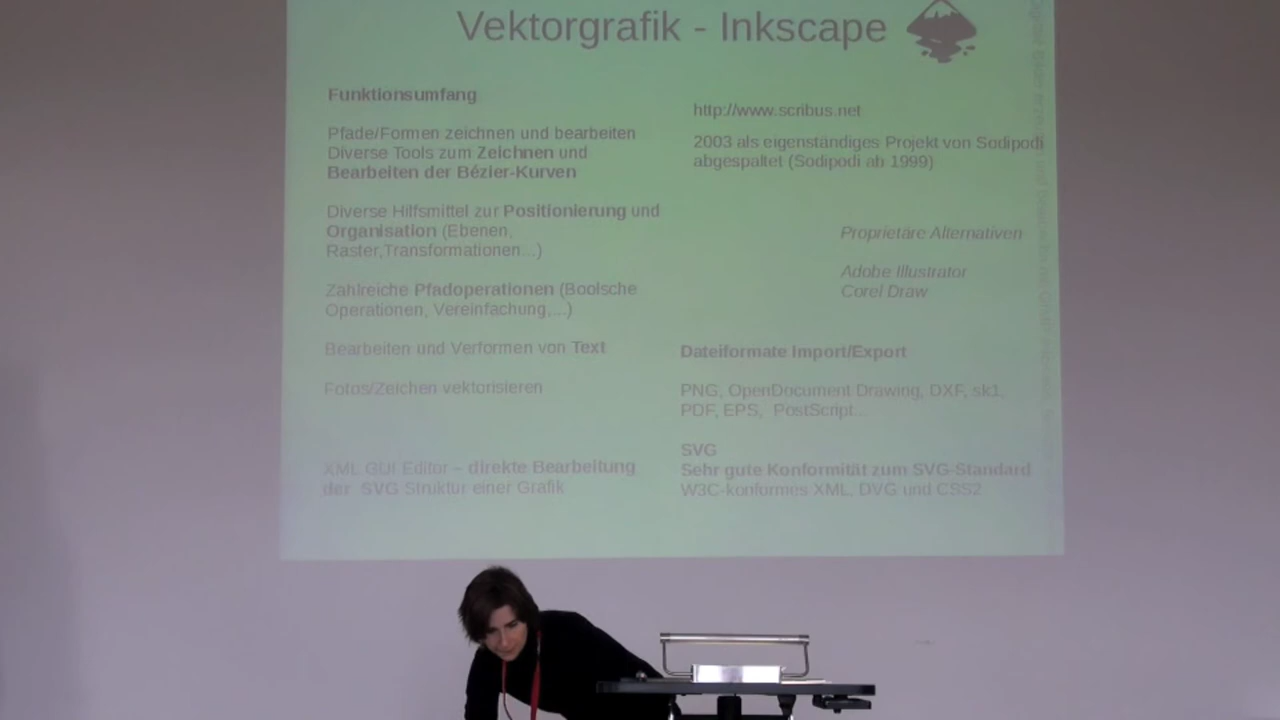 Vektorgrafik - Inkscape
Funktionsumfang
Pfade/Formen zeichnen und bearbeiten
Diverse Tools zum Zeichnen und
Bearbeiten der Bézier-Kurven
Diverse Hilfsmittel zur Positionierung und
Organisation (Ebenen,
Raster,Transformationen...)
Zahlreiche Pfadoperationen (Boolsche
Operationen, Vereinfachung,...)
Bearbeiten und Verformen von Text
Fotos/Zeichen vektorisieren
XML GUI Editor – direkte Bearbeitung
der SVG Struktur einer Grafik
http://www.scribus.net
2003 als eigenständiges Projekt von Sodipodi
abgespaltet (Sodipodi ab 1999)
Proprietäre Alternativen
Adobe Illustrator
Corel Draw
Dateiformate Import/Export
PNG, OpenDocument Drawing, DXF, sk1,
PDF, EPS, PostScript...
SVG
Sehr gute Konformität zum SVG-Standard
W3C-konformes XML, DVG und CSS2